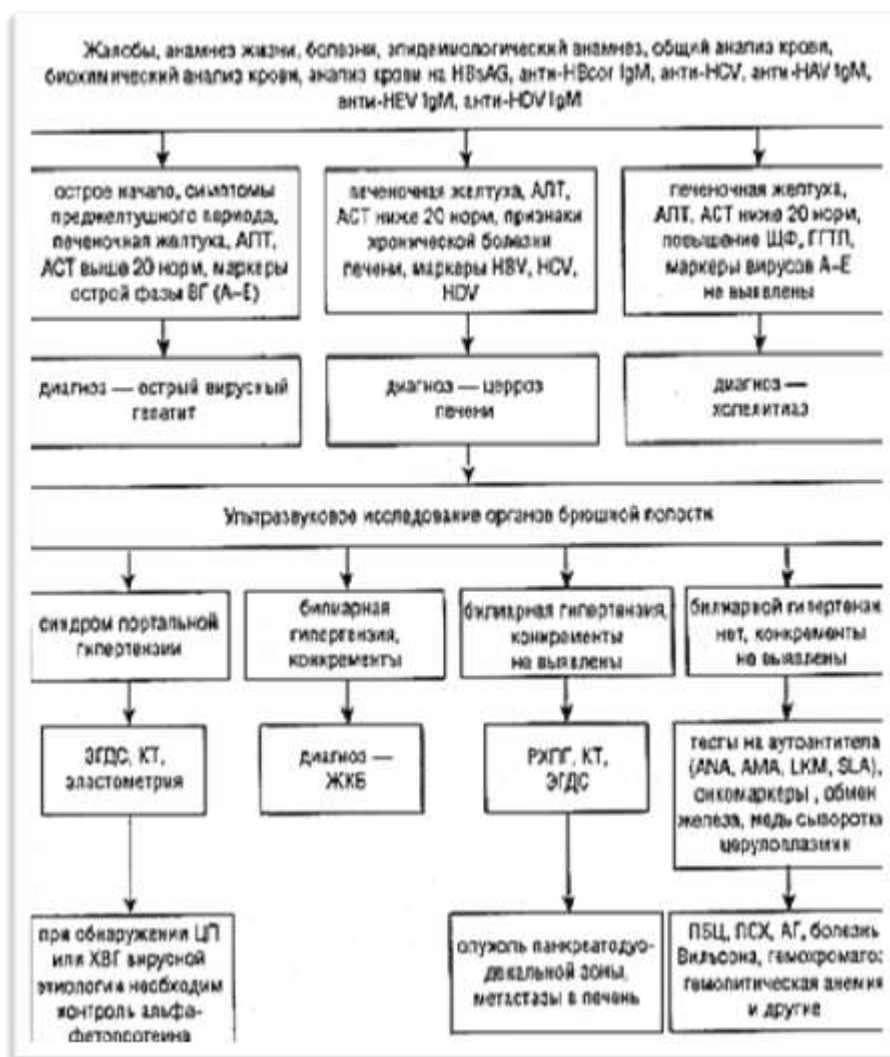 Жалобы, анамнез жизни, болезни, эпидемиологический анамнез, общий анализ крови,
биохимический анализ крови, анализ крови на HBsAG, анти-HBcor IgM, анти-HCV, анти-HAV IgM,
анти-HEV IgM, анти-HDV IgM
острое начало, симптомы
преджелтушного периода,
печеночная желтуха, АЛТ,
АСТ выше 20 норм, маркеры
острой фазы ВГ (А–Е)
печеночная желтуха, АЛТ,
АСТ ниже 20 норм, признаки
хронической болезни
печени, маркеры HBV, HCV,
HDV
печеночная желтуха,
АЛТ, АСТ ниже 20 норм,
повышение ЩФ, ГГТП,
маркеры вирусов А–Е
не выявлены
диагноз — острый вирусный
гепатит
диагноз — цирроз
печени
диагноз —
холелитиаз
Ультразвуковое исследование органов брюшной полости
синдром портальной
гипертензии
билиарная
гипертензия,
конкременты
билиарная гипертензия,
конкременты
не выявлены
билиарной гипертензи
нет, конкременты
не выявлены
ЭГДС, КТ,
эластометрия
диагноз —
ЖКБ
РХПГ, КТ,
ЭГДС
тесты на аутоантитела
(ANA, AMA, LKM, SLA),
онкомаркеры, обмен
железа, медь сыворотк
церулоплазмин
при обнаружении ЦП
или ХВГ вирусной
этиологии необходим
контроль альфа-
фетопротеина
опухоль панкреатодуо-
денальной зоны,
метастазы в печень
ПБЦ, ПСХ, АГ, болезнь
Вильсона, гемохромато
гемолитическая анемия
и другие